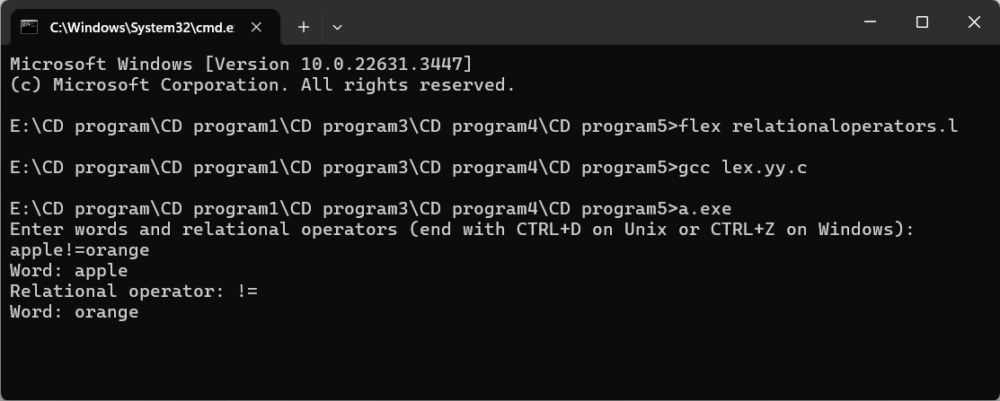 C:\Windows\System32\cmd.e
Microsoft Windows [Version 10.0.22631.3447]
(c) Microsoft Corporation. All rights reserved.
E:\CD program\CD program1\CD program3\CD program4\CD program5>flex relationaloperators.l
E:\CD program\CD program1\CD program3\CD program4\CD program5>gcc lex.yy.c
E:\CD program\CD program1\CD program3\CD program4\CD program5>a.exe
Enter words and relational operators (end with CTRL+D on Unix or CTRL+Z on Windows):
apple!=orange
Word: apple
Relational operator: !=
Word: orange